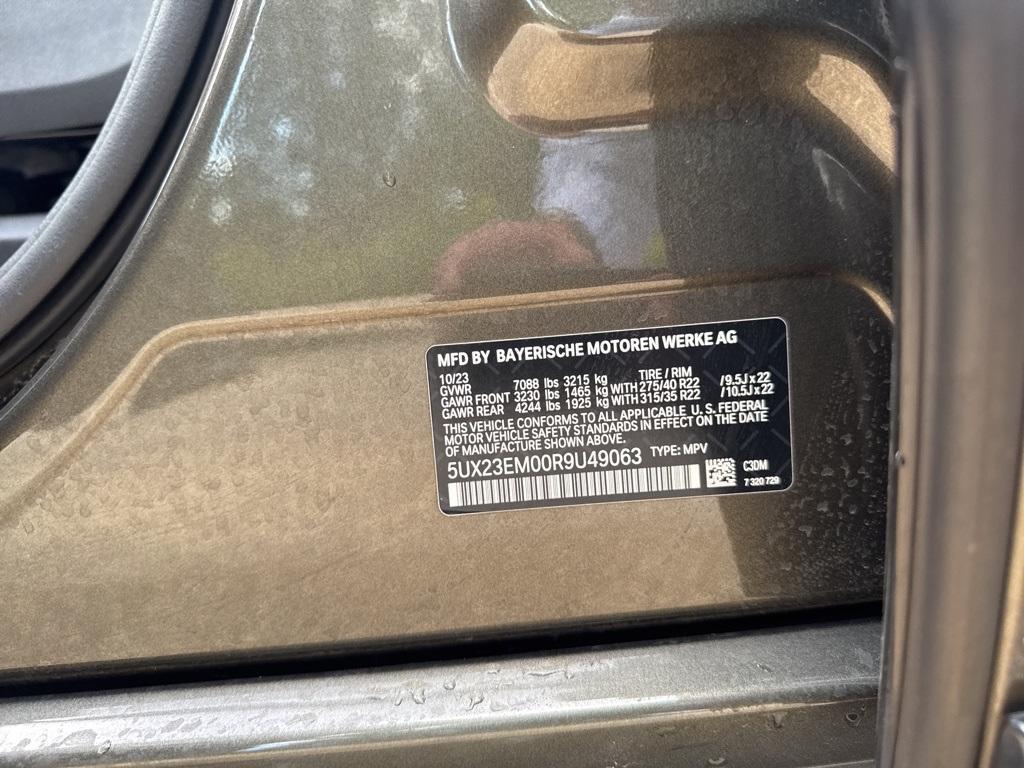 MFD BY BAYERISCHE MOTOREN WERKE AG
10/23 TIRE / RIM
GVWR 7088 lbs 3215 kg
GAWR FRONT 3230 lbs 1465 kg WITH 275/40 R22 /9.5J x 22
GAWR REAR 4244 lbs 1925 kg WITH 315/35 R22 /10.5J x 22
THIS VEHICLE CONFORMS TO ALL APPLICABLE U. S. FEDERAL
MOTOR VEHICLE SAFETY STANDARDS IN EFFECT ON THE DATE
OF MANUFACTURE SHOWN ABOVE.
5UX23EM00R9U49063 TYPE: MPV
C3DM
7 320 729